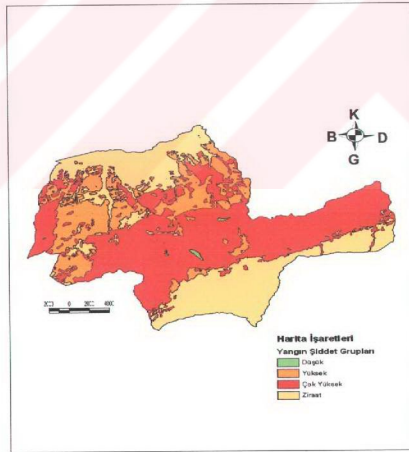 K
B D
G
Harita İşaretleri
Yangın Şiddet Grupları
Düşük
Yüksek
Çok Yüksek
Ziraat